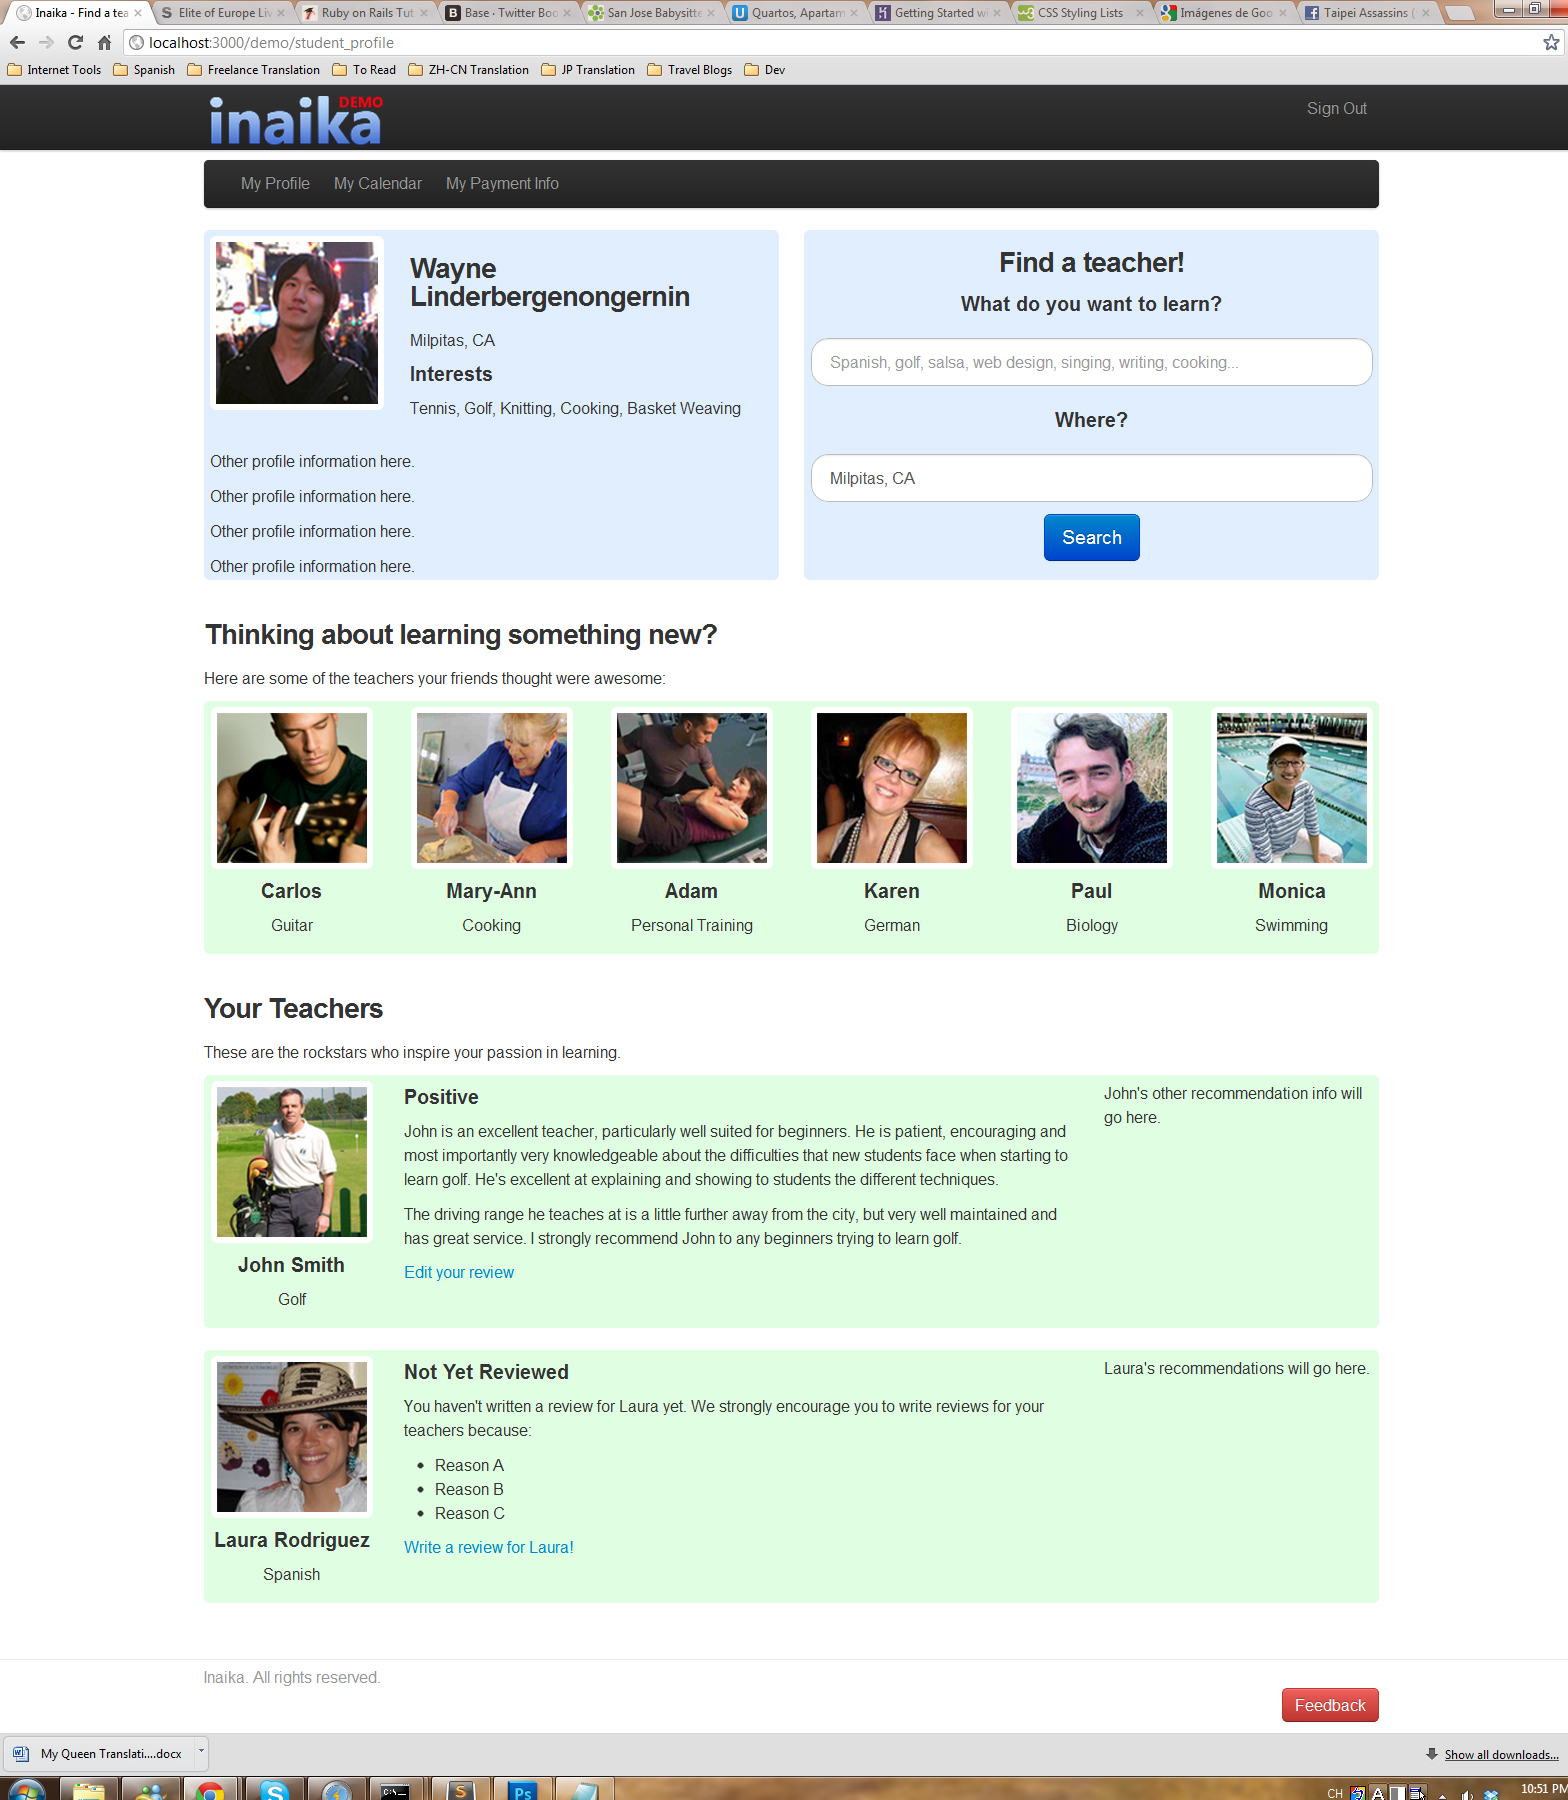 Inaika - Find a tea
Elite of Europe Liv
Ruby on Rails Tut
Base · Twitter Boo
San Jose Babysitte
Quartos, Apartam
Getting Started wi
CSS Styling Lists
Imágenes de Goo
Taipei Assassins (
localhost:3000/demo/student_profile
Internet Tools
Spanish
Freelance Translation
To Read
ZH-CN Translation
JP Translation
Travel Blogs
Dev
inaika DEMO
Sign Out
My Profile
My Calendar
My Payment Info
Wayne
Linderbergenongernin
Milpitas, CA
Interests
Tennis, Golf, Knitting, Cooking, Basket Weaving
Other profile information here.
Other profile information here.
Other profile information here.
Other profile information here.
Find a teacher!
What do you want to learn?
Spanish, golf, salsa, web design, singing, writing, cooking...
Where?
Milpitas, CA
Search
Thinking about learning something new?
Here are some of the teachers your friends thought were awesome:
Carlos
Guitar
Mary-Ann
Cooking
Adam
Personal Training
Karen
German
Paul
Biology
Monica
Swimming
Your Teachers
These are the rockstars who inspire your passion in learning.
John Smith
Golf
Positive
John is an excellent teacher, particularly well suited for beginners. He is patient, encouraging and
most importantly very knowledgeable about the difficulties that new students face when starting to
learn golf. He's excellent at explaining and showing to students the different techniques.
The driving range he teaches at is a little further away from the city, but very well maintained and
has great service. I strongly recommend John to any beginners trying to learn golf.
Edit your review
John's other recommendation info will
go here.
Laura Rodriguez
Spanish
Not Yet Reviewed
You haven't written a review for Laura yet. We strongly encourage you to write reviews for your
teachers because:
• Reason A
• Reason B
• Reason C
Write a review for Laura!
Laura's recommendations will go here.
Inaika. All rights reserved.
Feedback
My Queen Translati....docx
Show all downloads...
C:\_
S
Ps
CH
A
10:51 PM